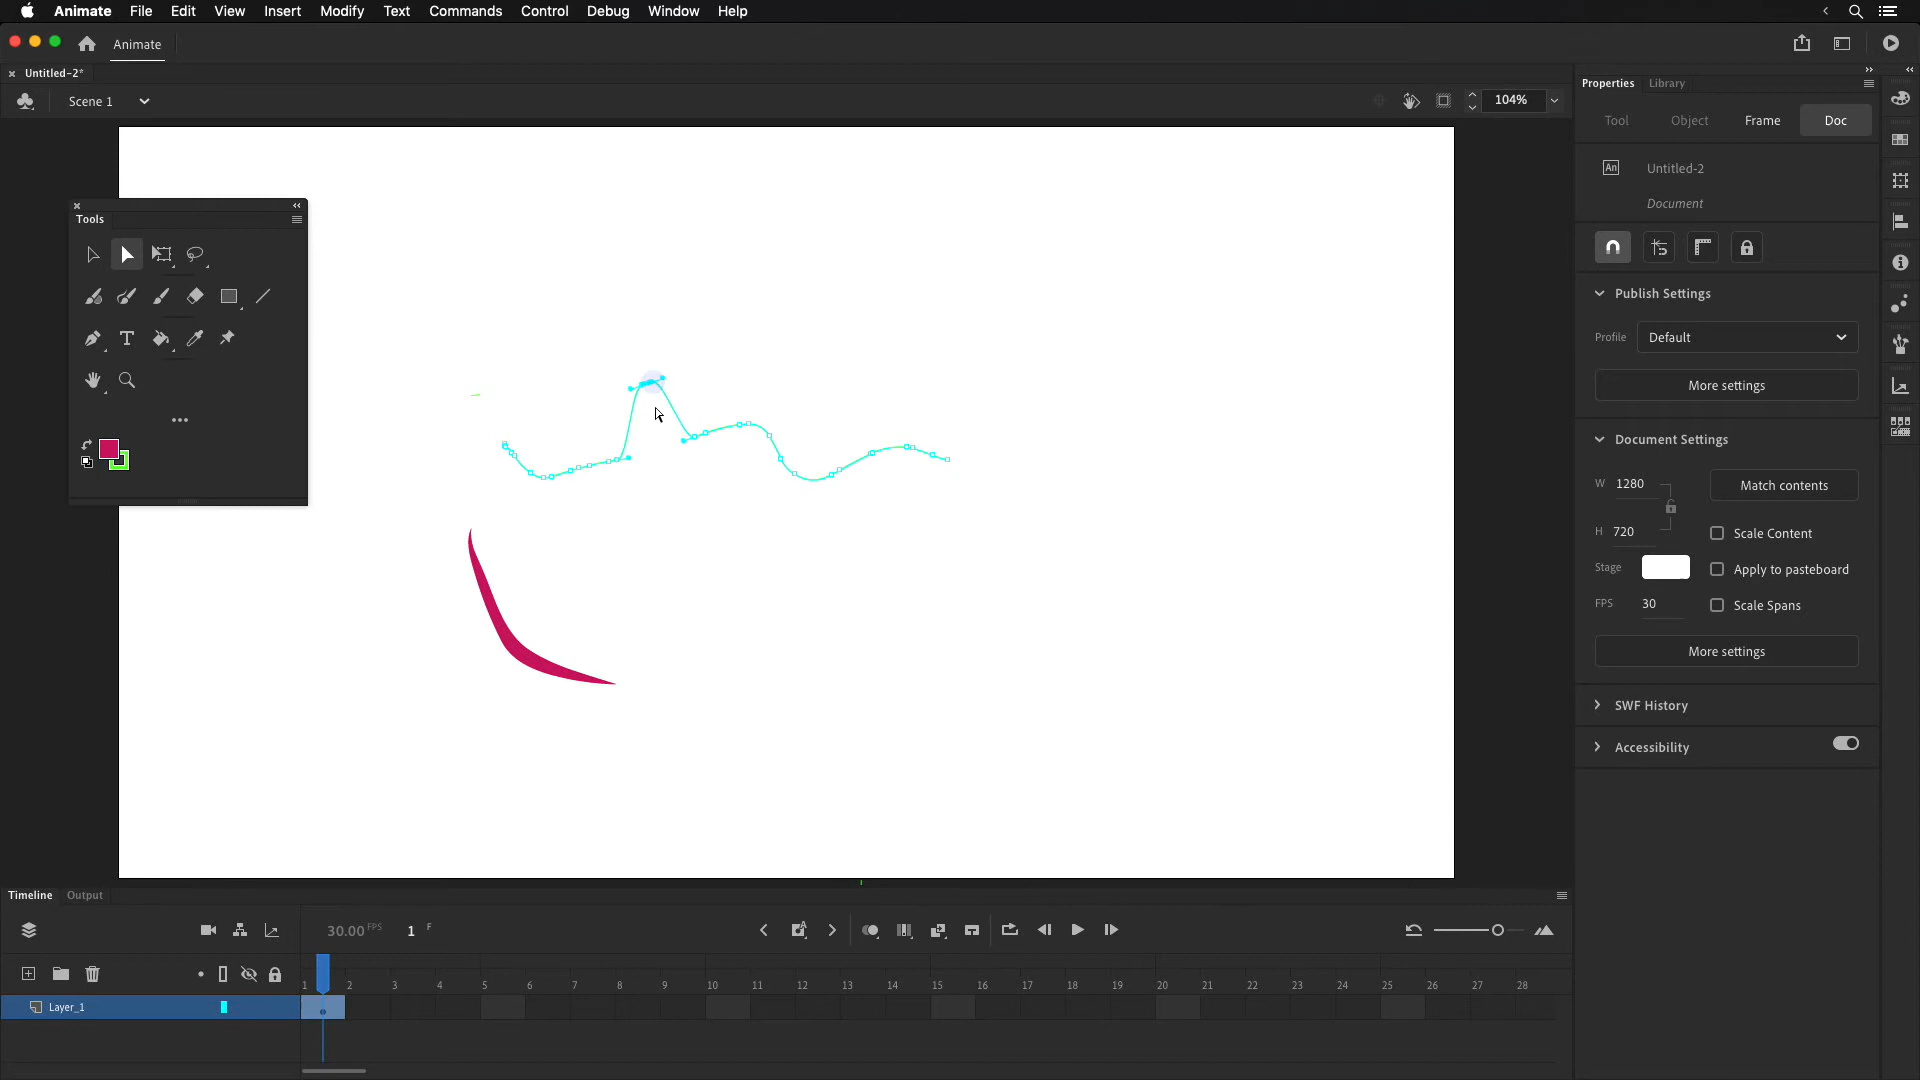 Animate File Edit View Insert Modify Text Commands Control Debug Window Help
Animate
Untitled-2*
Scene 1
104%
Properties Library
Tool Object Frame Doc
An Untitled-2
Document
Tools
T
Publish Settings
Profile Default
More settings
Document Settings
W 1280 Match contents
H 720 Scale Content
Stage Apply to pasteboard
FPS 30 Scale Spans
More settings
SWF History
Accessibility
Timeline Output
30.00 FPS 1 F
1 2 3 4 5 6 7 8 9 10 11 12 13 14 15 16 17 18 19 20 21 22 23 24 25 26 27 28
Layer_1